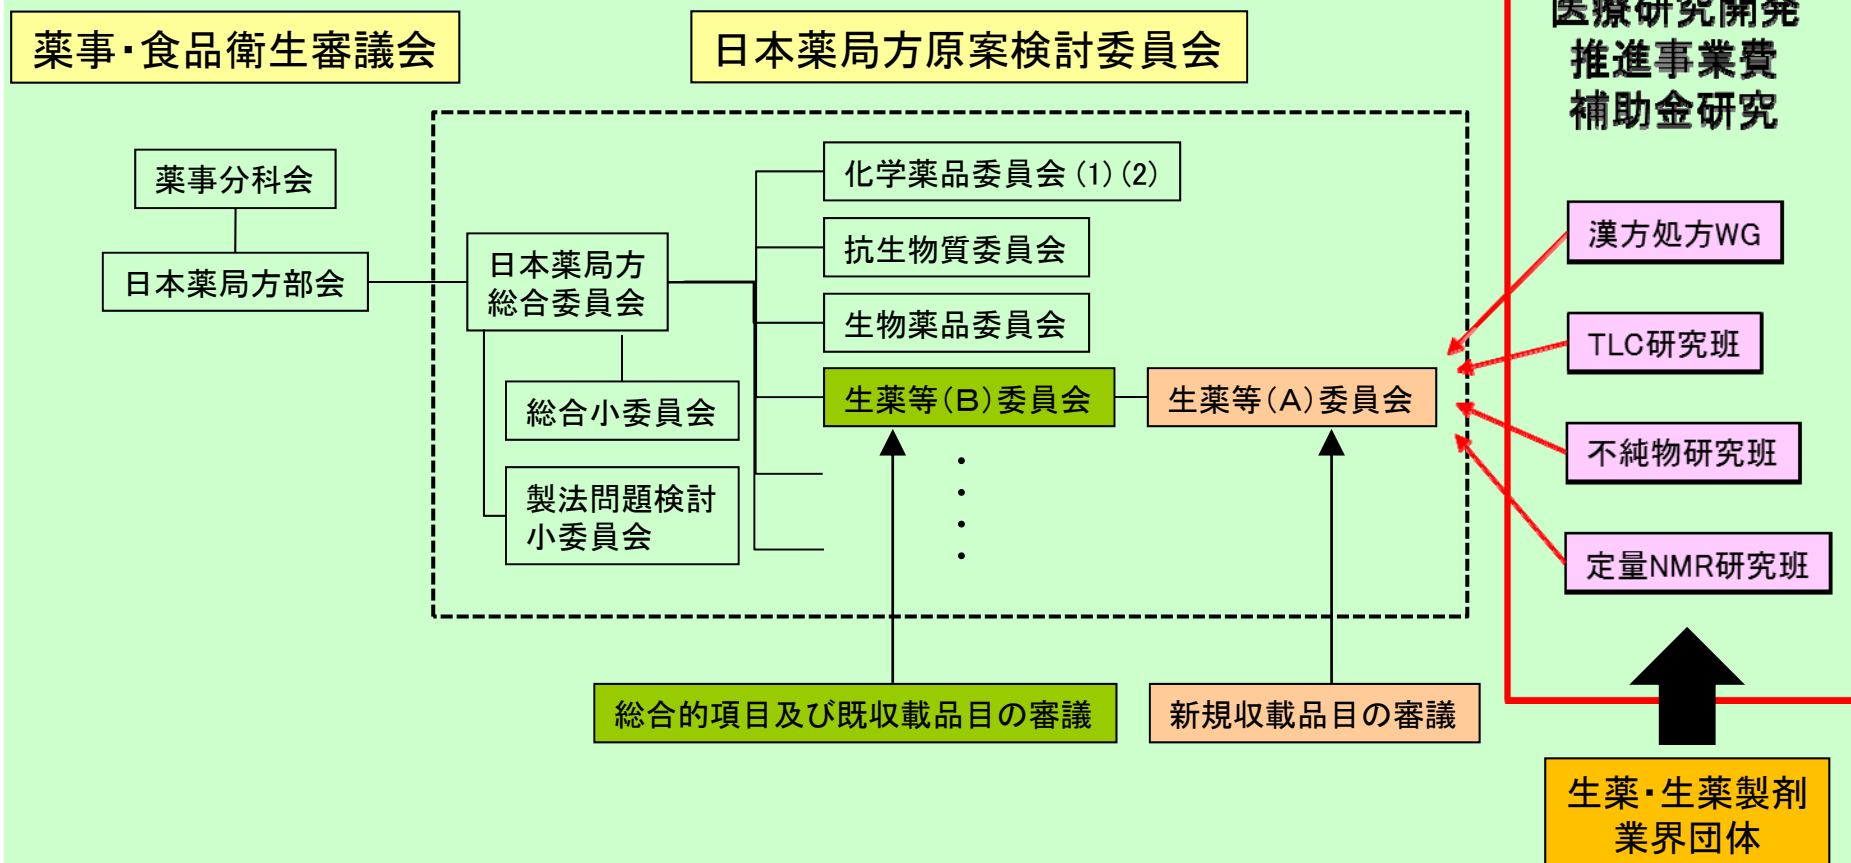 薬事・食品衛生審議会
日本薬局方原案検討委員会
医療研究開発
推進事業費
補助金研究
薬事分科会
日本薬局方部会
日本薬局方
総合委員会
総合小委員会
製法問題検討
小委員会
化学薬品委員会(1)(2)
抗生物質委員会
生物薬品委員会
生薬等(B)委員会
生薬等(A)委員会
・
・
・
・
漢方処方WG
TLC研究班
不純物研究班
定量NMR研究班
総合的項目及び既収載品目の審議
新規収載品目の審議
生薬・生薬製剤
業界団体